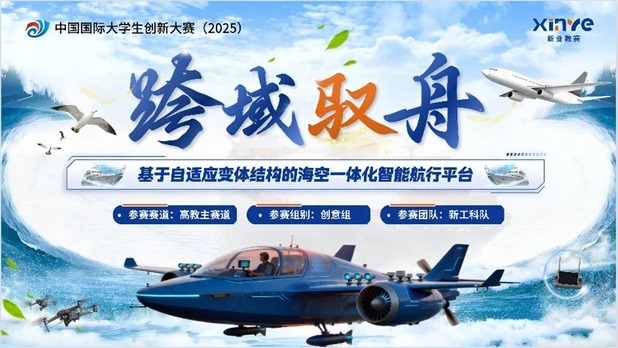 中国国际大学生创新大赛（2025）
xinye
新业教赛
跨域驭舟
基于自适应变体结构的海空一体化智能航行平台
参赛赛道：高教主赛道
参赛组别：创意组
参赛团队：新工科队